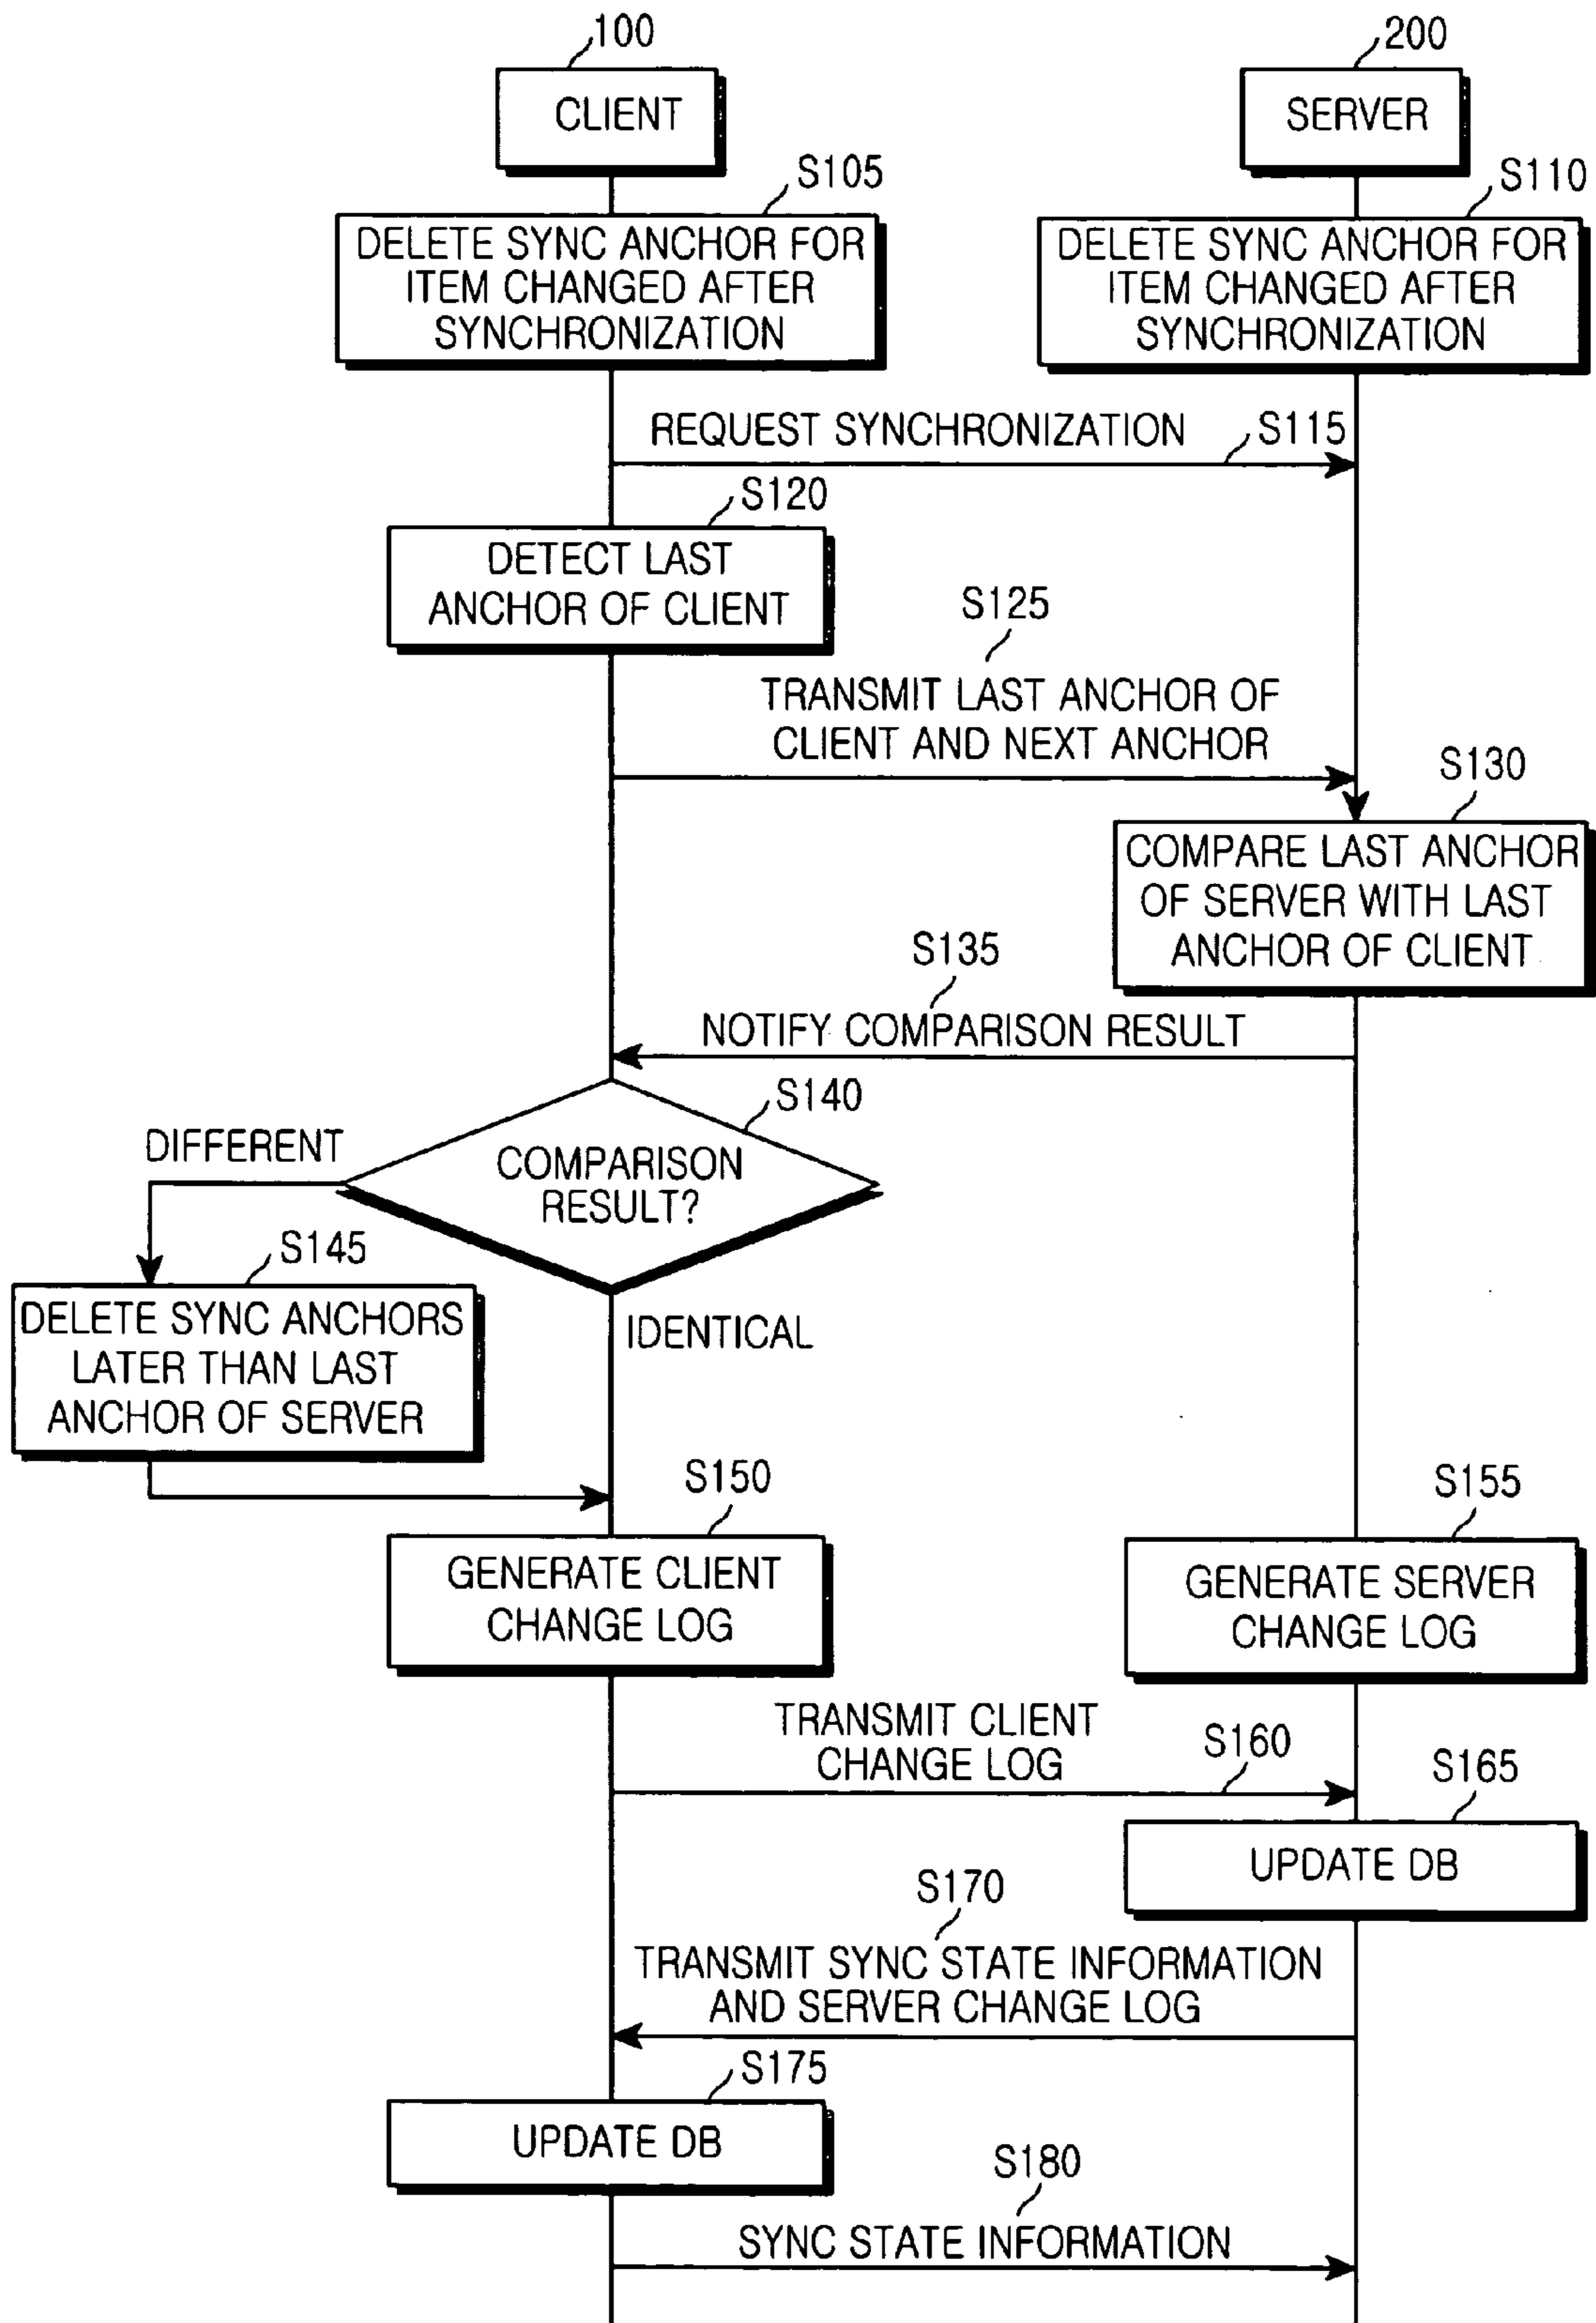 100
200
CLIENT
SERVER
S105
S110
DELETE SYNC ANCHOR FOR
ITEM CHANGED AFTER
SYNCHRONIZATION
DELETE SYNC ANCHOR FOR
ITEM CHANGED AFTER
SYNCHRONIZATION
REQUEST SYNCHRONIZATION
S115
S120
DETECT LAST
ANCHOR OF CLIENT
S125
TRANSMIT LAST ANCHOR OF
CLIENT AND NEXT ANCHOR
S130
COMPARE LAST ANCHOR
OF SERVER WITH LAST
ANCHOR OF CLIENT
S135
NOTIFY COMPARISON RESULT
S140
DIFFERENT
COMPARISON
RESULT?
S145
DELETE SYNC ANCHORS
LATER THAN LAST
ANCHOR OF SERVER
IDENTICAL
S150
S155
GENERATE CLIENT
CHANGE LOG
GENERATE SERVER
CHANGE LOG
TRANSMIT CLIENT
CHANGE LOG
S160
S165
UPDATE DB
S170
TRANSMIT SYNC STATE INFORMATION
AND SERVER CHANGE LOG
S175
UPDATE DB
S180
SYNC STATE INFORMATION